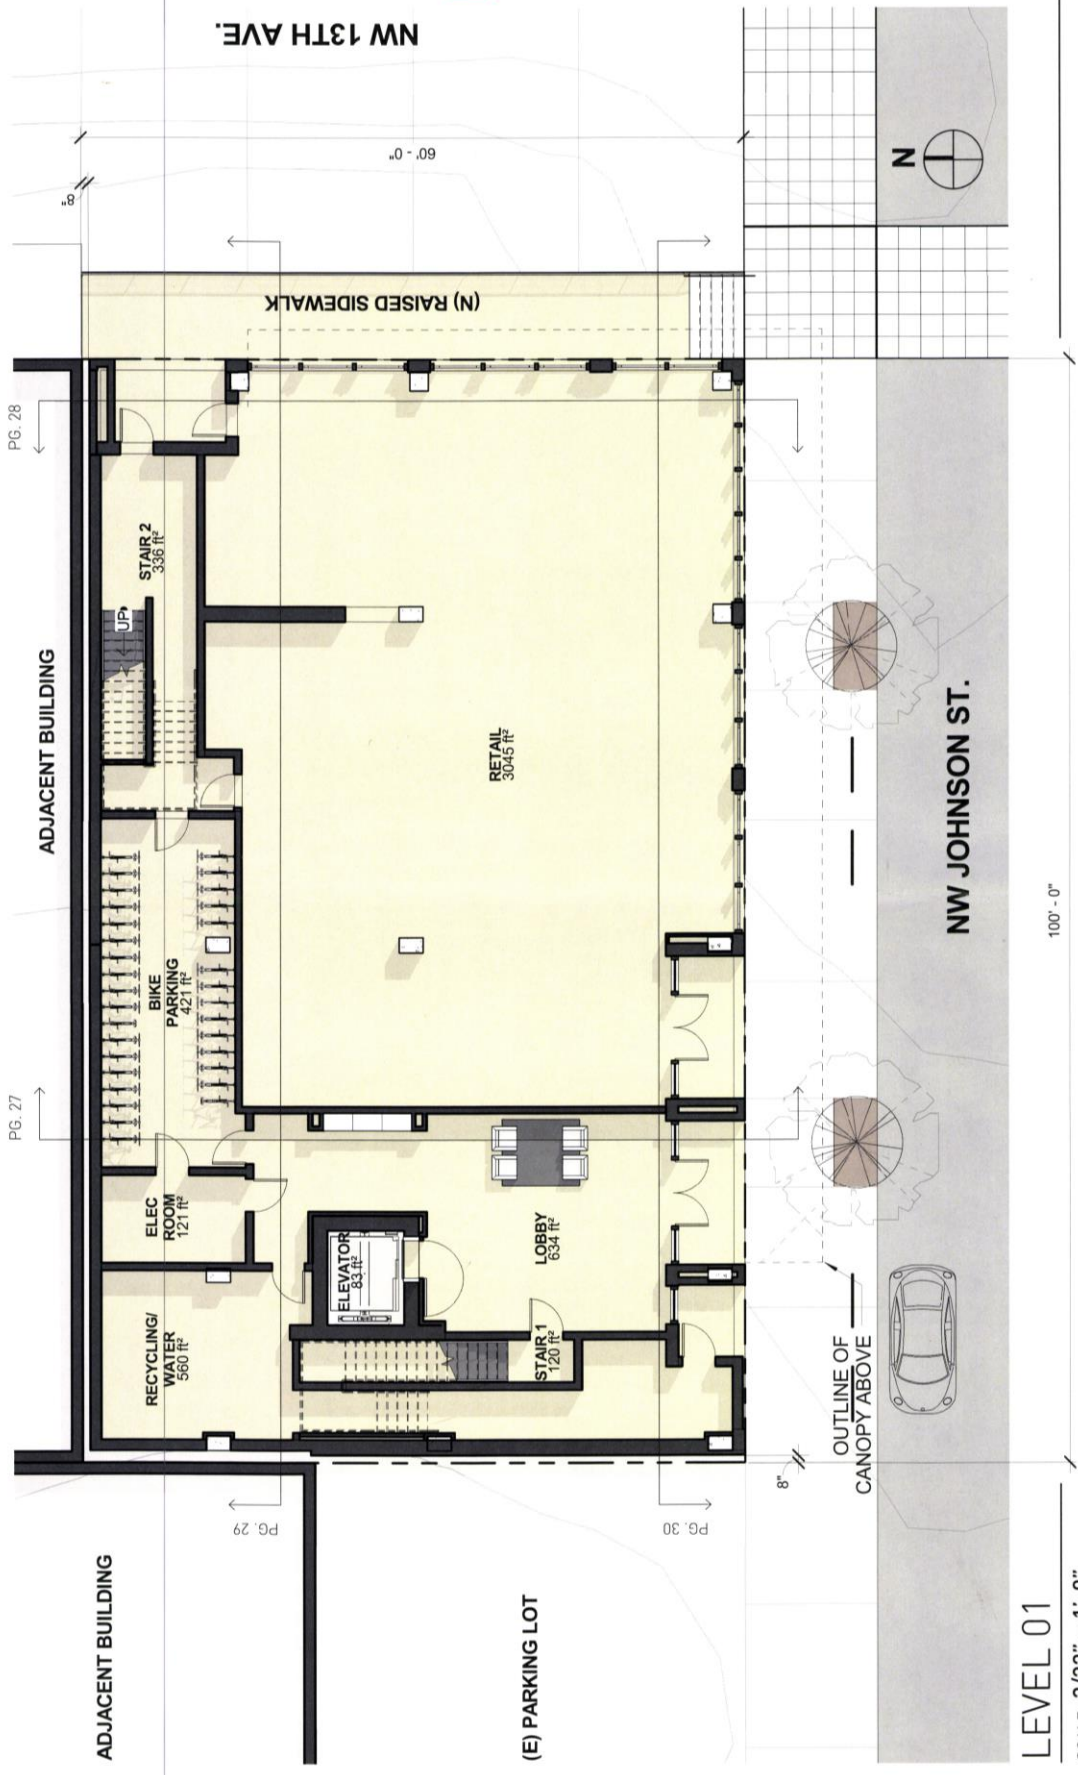 NW 13TH AVE.
60' - 0"
8"
N
(N) RAISED SIDEWALK
PG. 28
ADJACENT BUILDING
STAIR 2
336 ft²
UP
RETAIL
3045 ft²
NW JOHNSON ST.
100' - 0"
BIKE
PARKING
421 ft²
PG. 27
ELEC
ROOM
121 ft²
ELEVATOR
83 ft²
LOBBY
634 ft²
RECYCLING/
WATER
560 ft²
STAIR 1
120 ft²
OUTLINE OF
CANOPY ABOVE
8"
PG. 29
PG. 30
ADJACENT BUILDING
(E) PARKING LOT
LEVEL 01